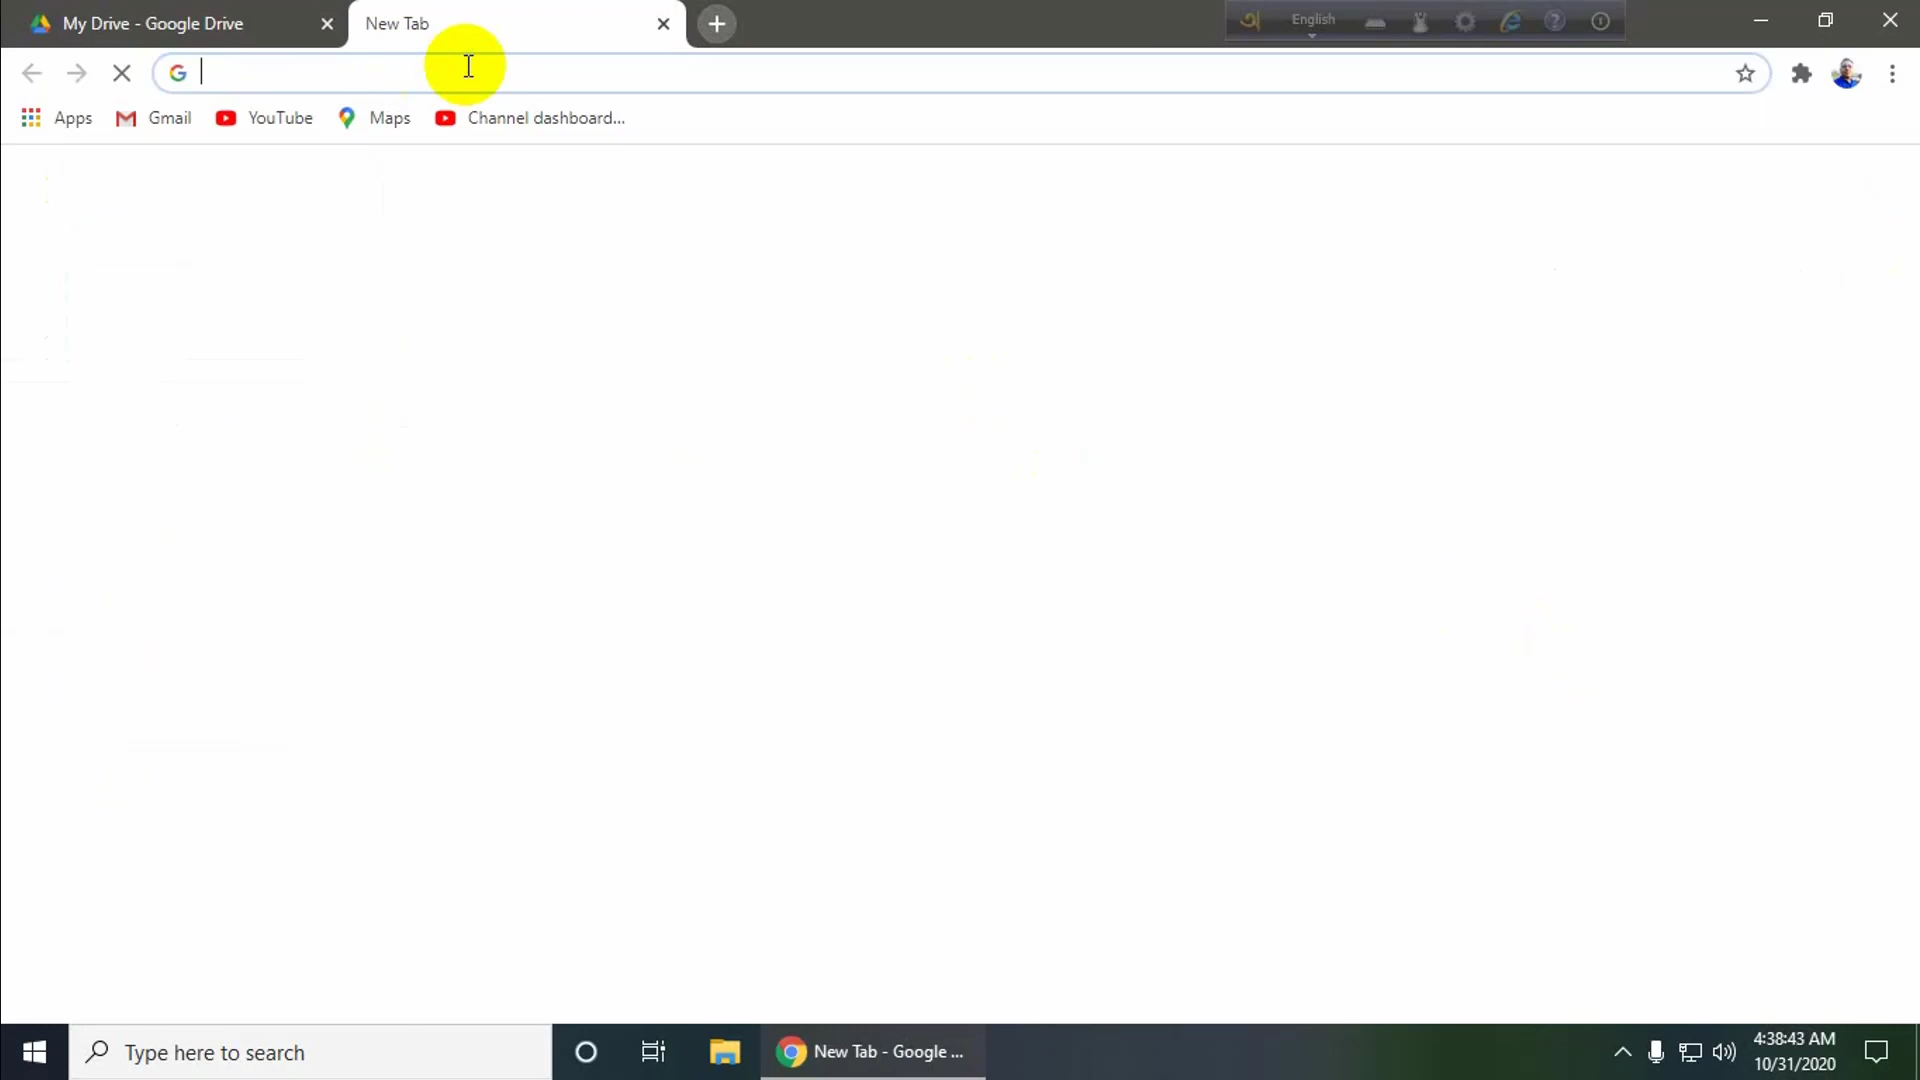 My Drive - Google Drive
New Tab
English
Apps
Gmail
YouTube
Maps
Channel dashboard...
Type here to search
New Tab - Google ...
4:38:43 AM
10/31/2020